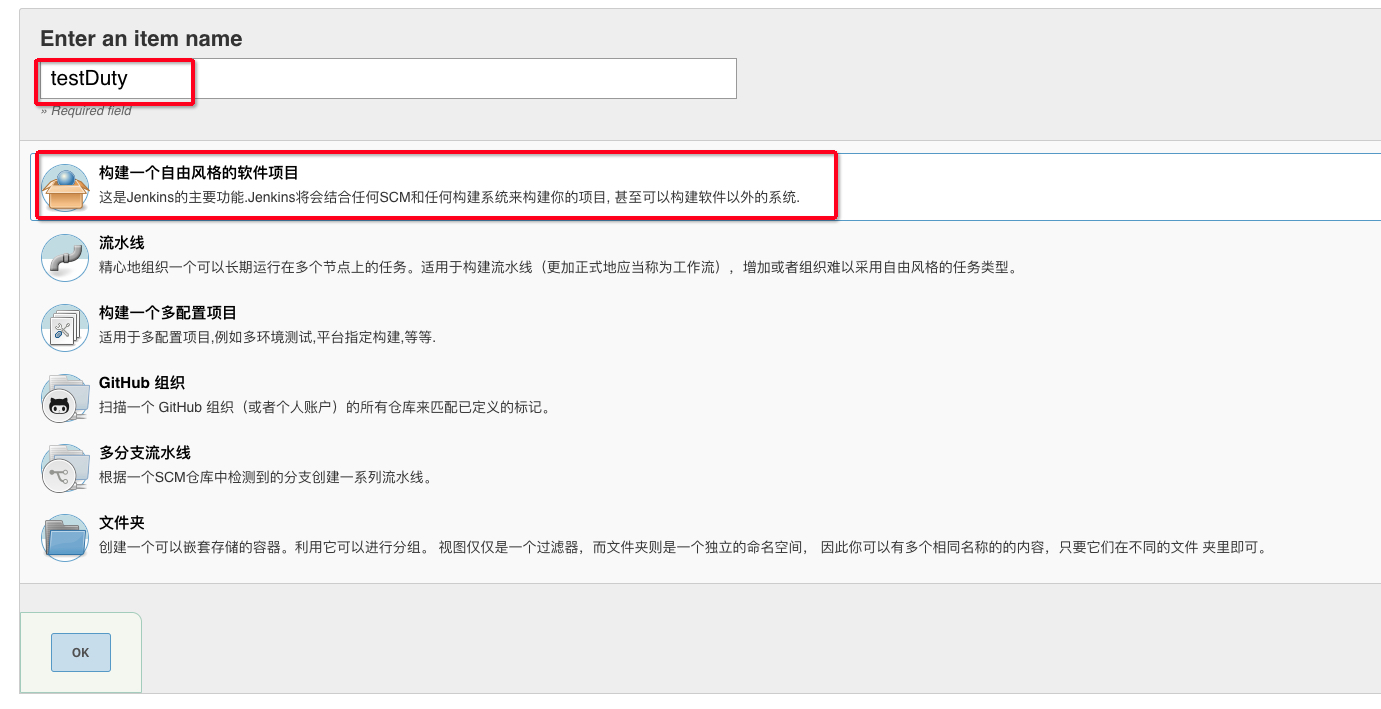 Enter an item name
testDuty
» Required field
构建一个自由风格的软件项目
这是Jenkins的主要功能.Jenkins将会结合任何SCM和任何构建系统来构建你的项目, 甚至可以构建软件以外的系统.
流水线
精心地组织一个可以长期运行在多个节点上的任务。适用于构建流水线（更加正式地应当称为工作流），增加或者组织难以采用自由风格的任务类型。
构建一个多配置项目
适用于多配置项目,例如多环境测试,平台指定构建,等等.
GitHub 组织
扫描一个 GitHub 组织（或者个人账户）的所有仓库来匹配已定义的标记。
多分支流水线
根据一个SCM仓库中检测到的分支创建一系列流水线。
文件夹
创建一个可以嵌套存储的容器。利用它可以进行分组。 视图仅仅是一个过滤器，而文件夹则是一个独立的命名空间， 因此你可以有多个相同名称的的内容，只要它们在不同的文件 夹里即可。
OK